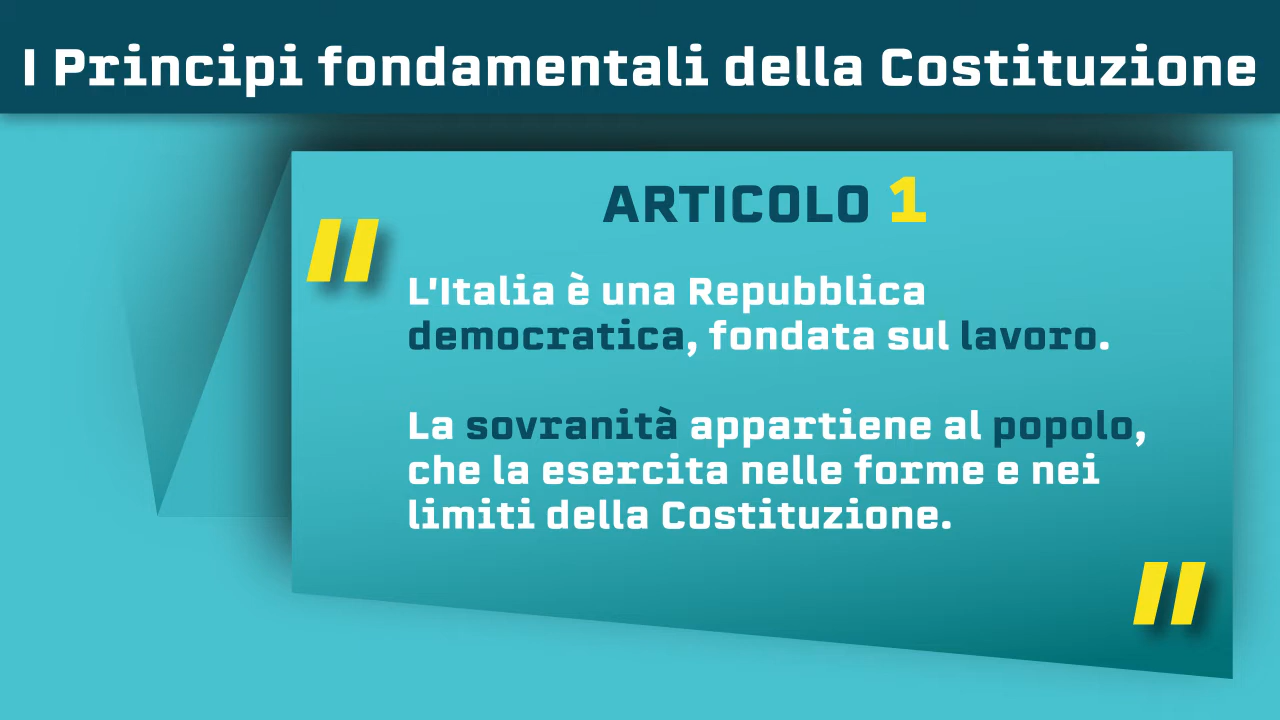 I Principi fondamentali della Costituzione
ARTICOLO 1
"
L'Italia è una Repubblica
democratica, fondata sul lavoro.
La sovranità appartiene al popolo,
che la esercita nelle forme e nei
limiti della Costituzione.
"